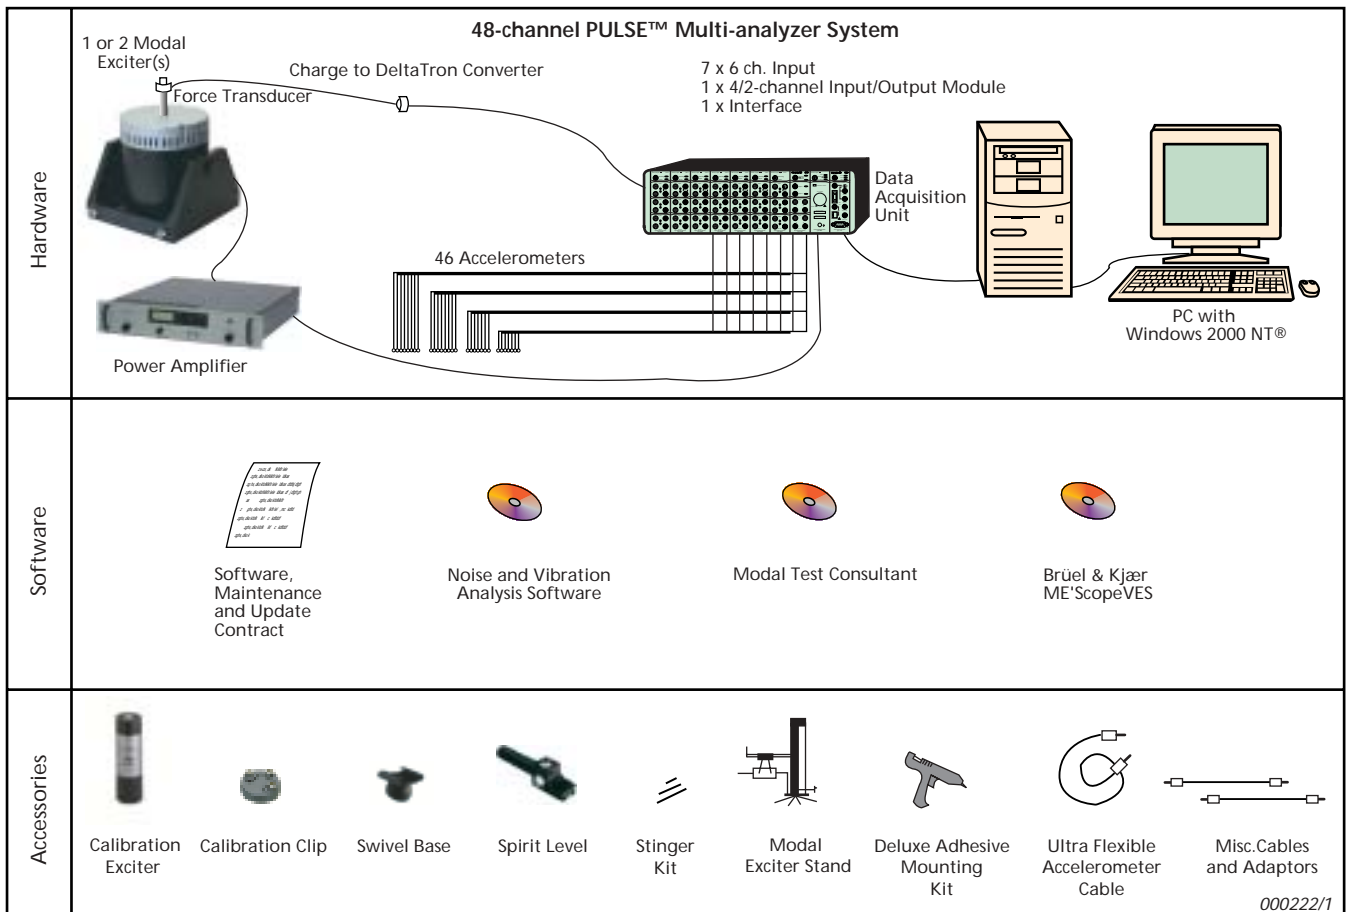 48-channel PULSE™ Multi-analyzer System
Hardware
1 or 2 Modal
Exciter(s)
Force Transducer
Charge to DeltaTron Converter
7 x 6 ch. Input
1 x 4/2-channel Input/Output Module
1 x Interface
Data
Acquisition
Unit
46 Accelerometers
Power Amplifier
PC with
Windows 2000 NT®
Software
Software,
Maintenance
and Update
Contract
Noise and Vibration
Analysis Software
Modal Test Consultant
Brüel & Kjær
ME'ScopeVES
Accessories
Calibration
Exciter
Calibration Clip
Swivel Base
Spirit Level
Stinger
Kit
Modal
Exciter Stand
Deluxe Adhesive
Mounting
Kit
Ultra Flexible
Accelerometer
Cable
Misc.Cables
and Adaptors
000222/1